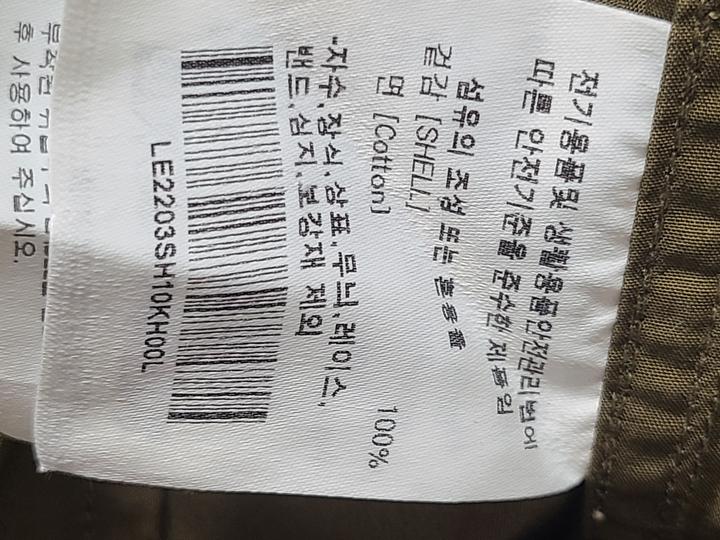 전기용품및 생활용품안전관리법에
따른 안전기준을 준수한 제품임
섬유의 조성 또는 혼용률
겉감 [SHELL]
면 [Cotton] 100%
*자수,장식,상표,무늬,레이스,
밴드,심지,보강재 제외
LE2203SH10KH00L
후 사용하여 주십시오.